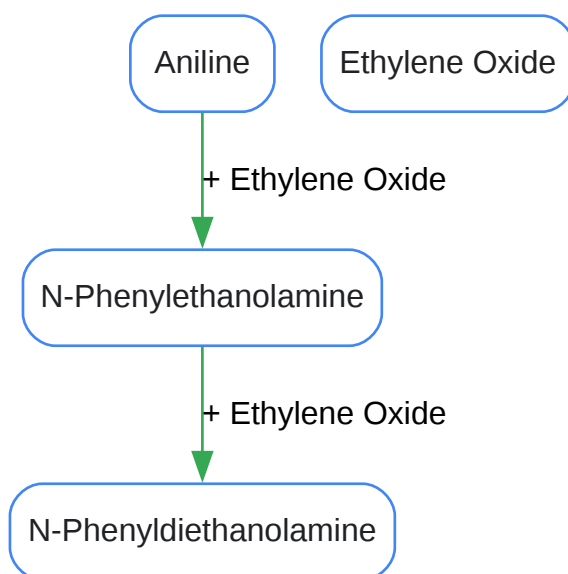 Aniline
Ethylene Oxide
+ Ethylene Oxide
N-Phenylethanolamine
+ Ethylene Oxide
N-Phenyldiethanolamine